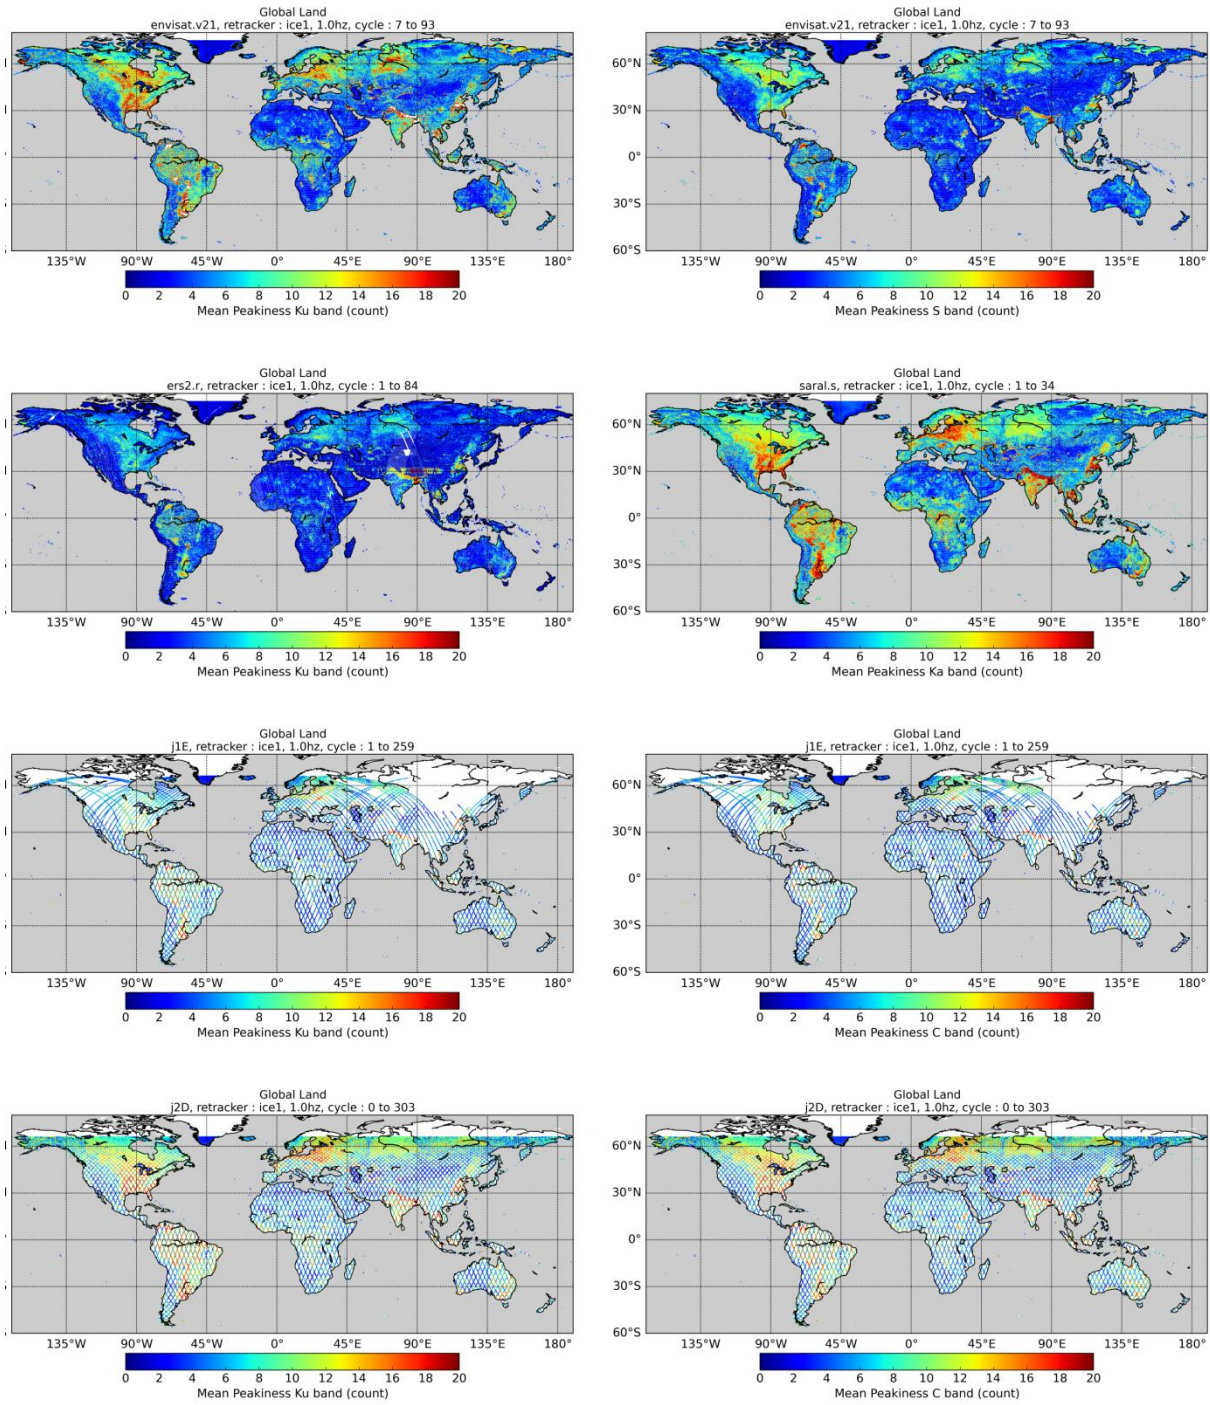 Global Land
envisat.v21, retracker : ice1, 1.0hz, cycle : 7 to 93
135°W 90°W 45°W 0° 45°E 90°E 135°E 180°
0 2 4 6 8 10 12 14 16 18 20
Mean Peakiness Ku band (count)
Global Land
envisat.v21, retracker : ice1, 1.0hz, cycle : 7 to 93
60°N
30°N
0°
30°S
60°S
135°W 90°W 45°W 0° 45°E 90°E 135°E 180°
0 2 4 6 8 10 12 14 16 18 20
Mean Peakiness S band (count)
Global Land
ers2.r, retracker : ice1, 1.0hz, cycle : 1 to 84
135°W 90°W 45°W 0° 45°E 90°E 135°E 180°
0 2 4 6 8 10 12 14 16 18 20
Mean Peakiness Ku band (count)
Global Land
saral.s, retracker : ice1, 1.0hz, cycle : 1 to 34
60°N
30°N
0°
30°S
60°S
135°W 90°W 45°W 0° 45°E 90°E 135°E 180°
0 2 4 6 8 10 12 14 16 18 20
Mean Peakiness Ka band (count)
Global Land
j1E, retracker : ice1, 1.0hz, cycle : 1 to 259
135°W 90°W 45°W 0° 45°E 90°E 135°E 180°
0 2 4 6 8 10 12 14 16 18 20
Mean Peakiness Ku band (count)
Global Land
j1E, retracker : ice1, 1.0hz, cycle : 1 to 259
60°N
30°N
0°
30°S
60°S
135°W 90°W 45°W 0° 45°E 90°E 135°E 180°
0 2 4 6 8 10 12 14 16 18 20
Mean Peakiness C band (count)
Global Land
j2D, retracker : ice1, 1.0hz, cycle : 0 to 303
135°W 90°W 45°W 0° 45°E 90°E 135°E 180°
0 2 4 6 8 10 12 14 16 18 20
Mean Peakiness Ku band (count)
Global Land
j2D, retracker : ice1, 1.0hz, cycle : 0 to 303
60°N
30°N
0°
30°S
60°S
135°W 90°W 45°W 0° 45°E 90°E 135°E 180°
0 2 4 6 8 10 12 14 16 18 20
Mean Peakiness C band (count)